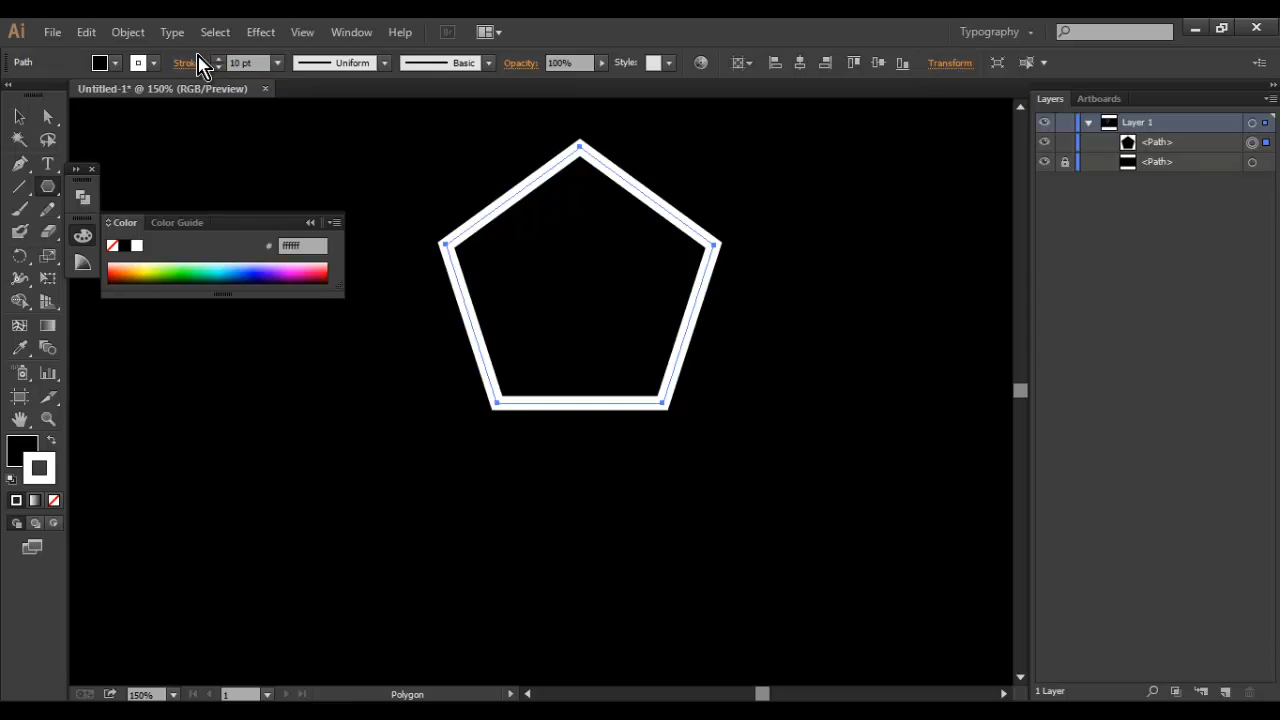 Ai File Edit Object Type Select Effect View Window Help Br Typography
Path Strok 10 pt Uniform Basic Opacity: 100% Style: Transform
Untitled-1* @ 150% (RGB/Preview) ×
Layers Artboards
Layer 1
<Path>
<Path>
Color Color Guide
# ffffff
150% 1 Polygon
1 Layer